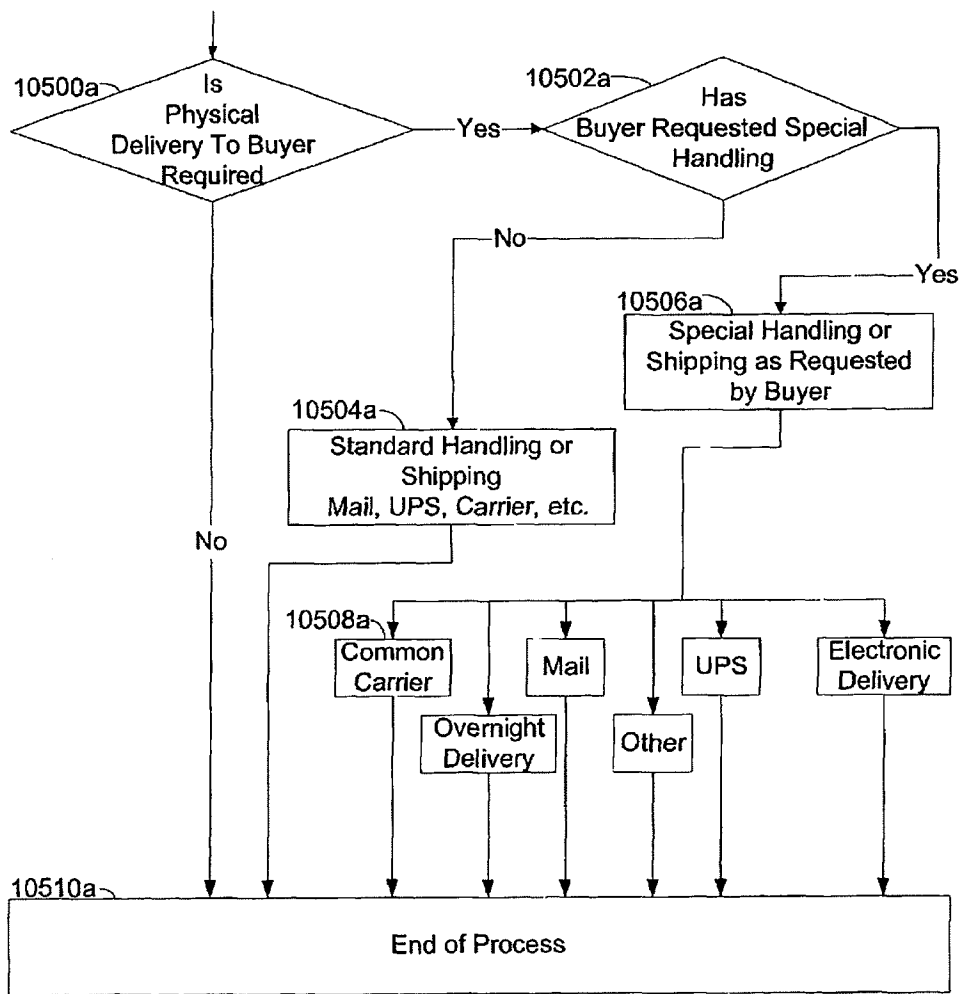 10500a
Is
Physical
Delivery To Buyer
Required
Yes
10502a
Has
Buyer Requested Special
Handling
No
Yes
10506a
Special Handling or
Shipping as Requested
by Buyer
10504a
Standard Handling or
Shipping
Mail, UPS, Carrier, etc.
No
10508a
Common
Carrier
Mail
UPS
Electronic
Delivery
Overnight
Delivery
Other
10510a
End of Process